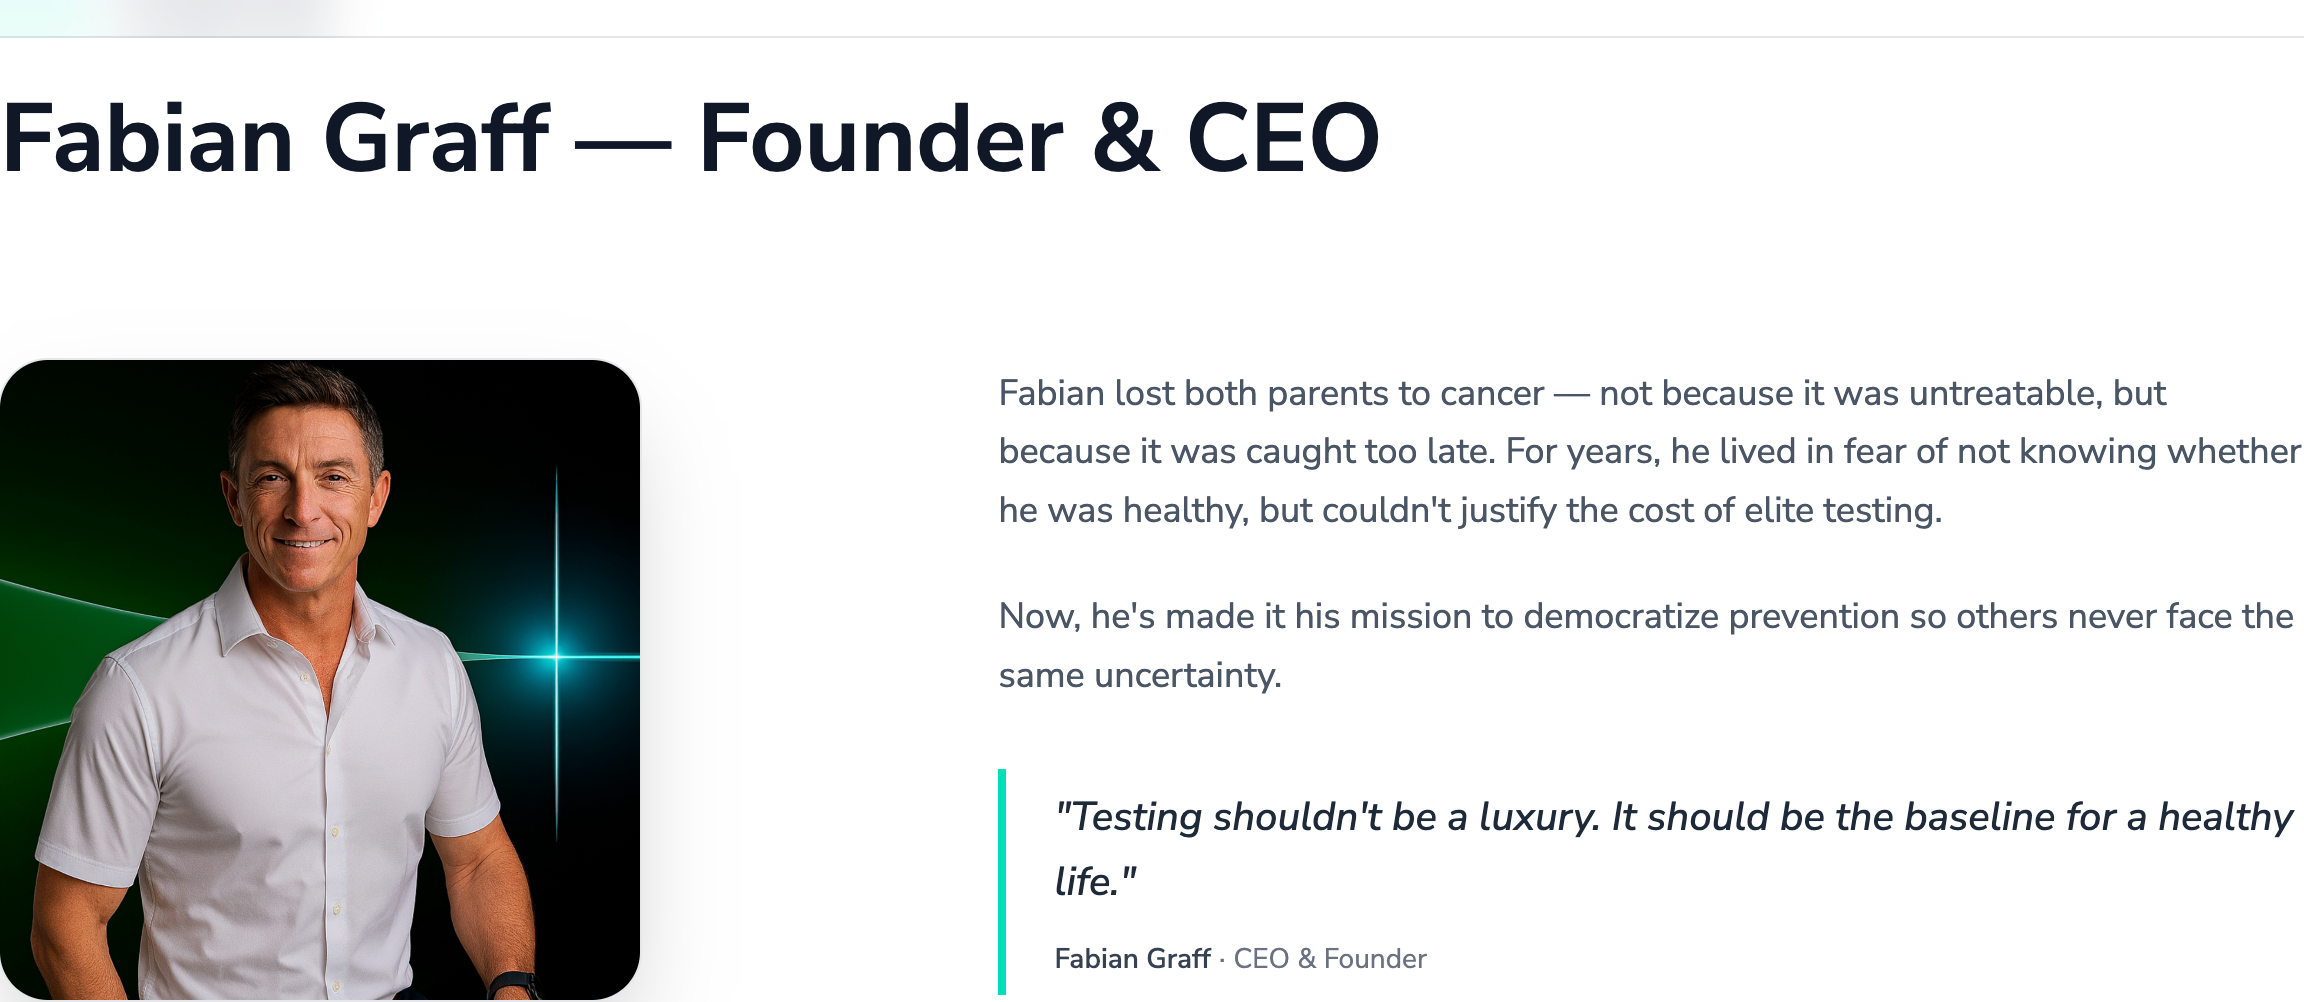 Fabian Graff — Founder & CEO
Fabian lost both parents to cancer — not because it was untreatable, but
because it was caught too late. For years, he lived in fear of not knowing whether
he was healthy, but couldn't justify the cost of elite testing.
Now, he's made it his mission to democratize prevention so others never face the
same uncertainty.
"Testing shouldn't be a luxury. It should be the baseline for a healthy
life."
Fabian Graff · CEO & Founder